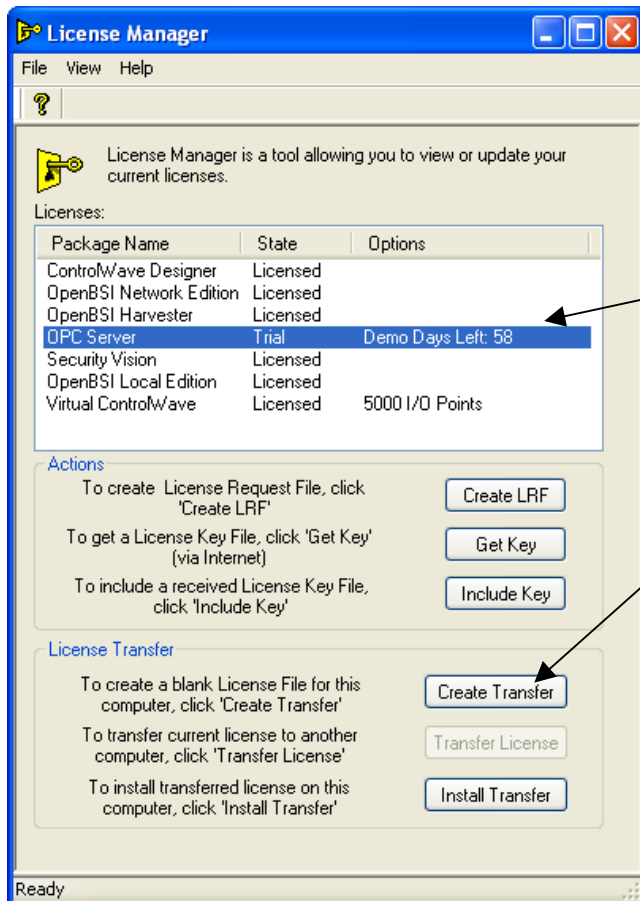 License Manager
File View Help
License Manager is a tool allowing you to view or update your
current licenses.
Licenses:
Package Name State Options
ControlWave Designer Licensed
OpenBSI Network Edition Licensed
OpenBSI Harvester Licensed
OPC Server Trial Demo Days Left: 58
Security Vision Licensed
OpenBSI Local Edition Licensed
Virtual ControlWave Licensed 5000 I/O Points
Actions
To create License Request File, click
'Create LRF'
Create LRF
To get a License Key File, click 'Get Key'
(via Internet)
Get Key
To include a received License Key File,
click 'Include Key'
Include Key
License Transfer
To create a blank License File for this
computer, click 'Create Transfer'
Create Transfer
To transfer current license to another
computer, click 'Transfer License'
Transfer License
To install transferred license on this
computer, click 'Install Transfer'
Install Transfer
Ready